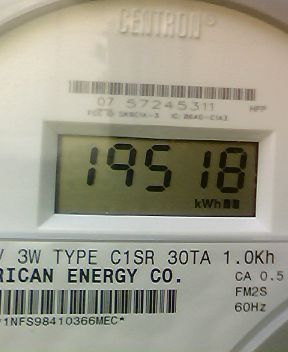 CENTRON®
07 57245311 HFP
19518
kWh
V 3W TYPE C1SR 30TA 1.0Kh
RICAN ENERGY CO. CA 0.5
FM2S
*1NFS98410366MEC* 60Hz